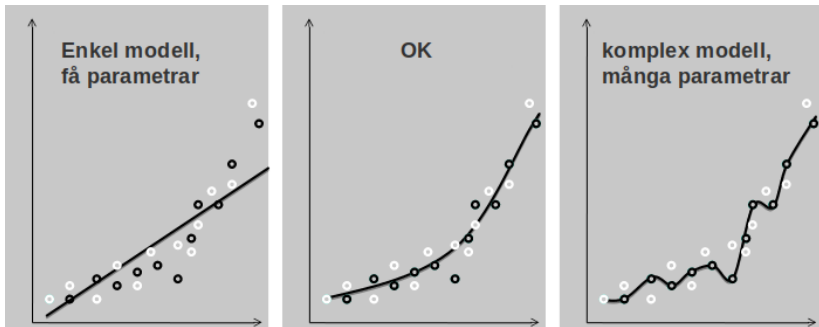 Enkel modell,
få parametrar
OK
komplex modell,
många parametrar